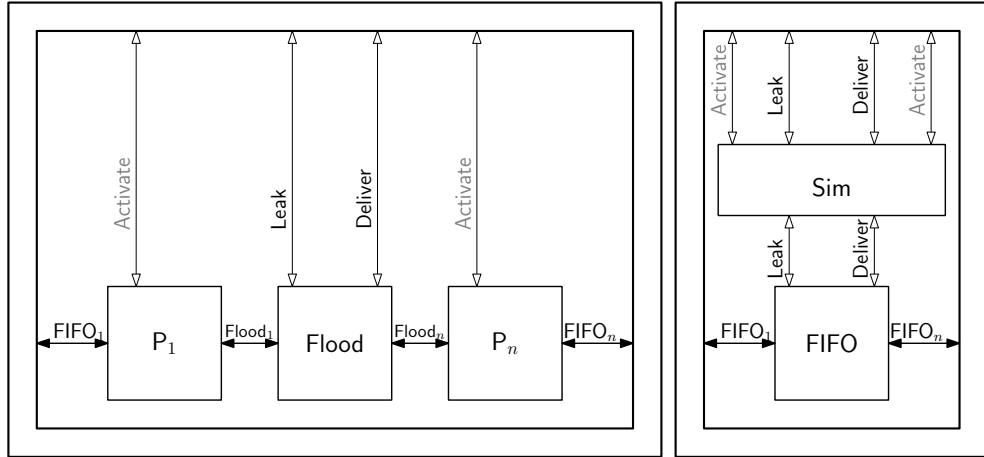 Activate
Leak
Deliver
Activate
FIFO₁
P₁
Flood₁
Flood
Floodₙ
Pₙ
FIFOₙ
Activate
Leak
Deliver
Activate
Sim
Leak
Deliver
FIFO₁
FIFO
FIFOₙ